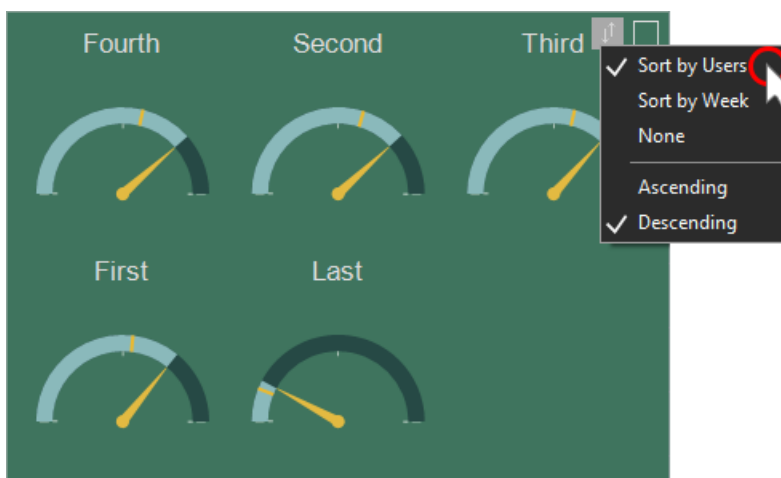 Fourth
Second
Third
Sort by Users
Sort by Week
None
Ascending
Descending
First
Last